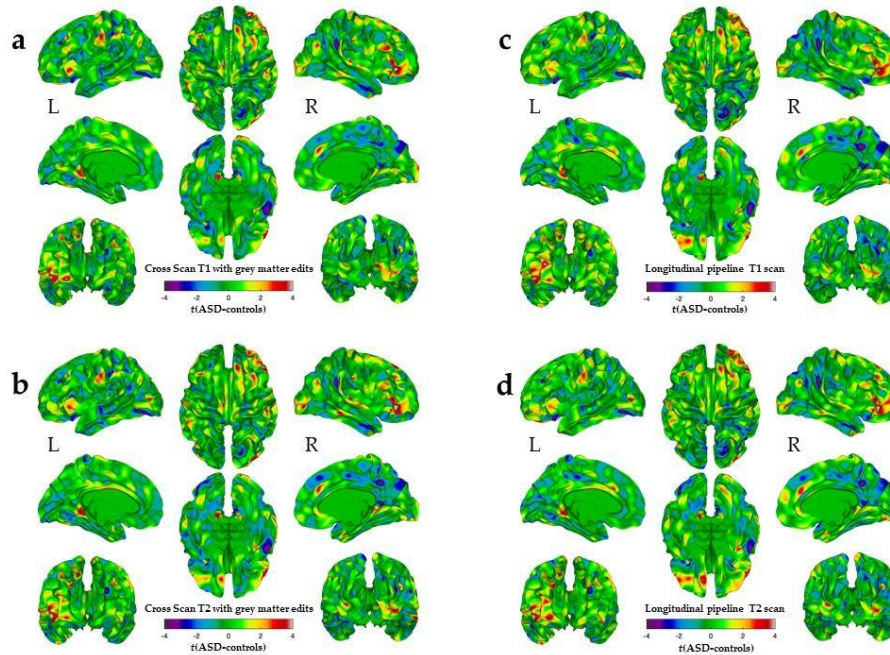 a
L
R
Cross Scan T1 with grey matter edits
-4 -2 0 2 4
t(ASD-controls)
c
L
R
Longitudinal pipeline T1 scan
-4 -2 0 2 4
t(ASD-controls)
b
L
R
Cross Scan T2 with grey matter edits
-4 -2 0 2 4
t(ASD-controls)
d
L
R
Longitudinal pipeline T2 scan
-4 -2 0 2 4
t(ASD-controls)